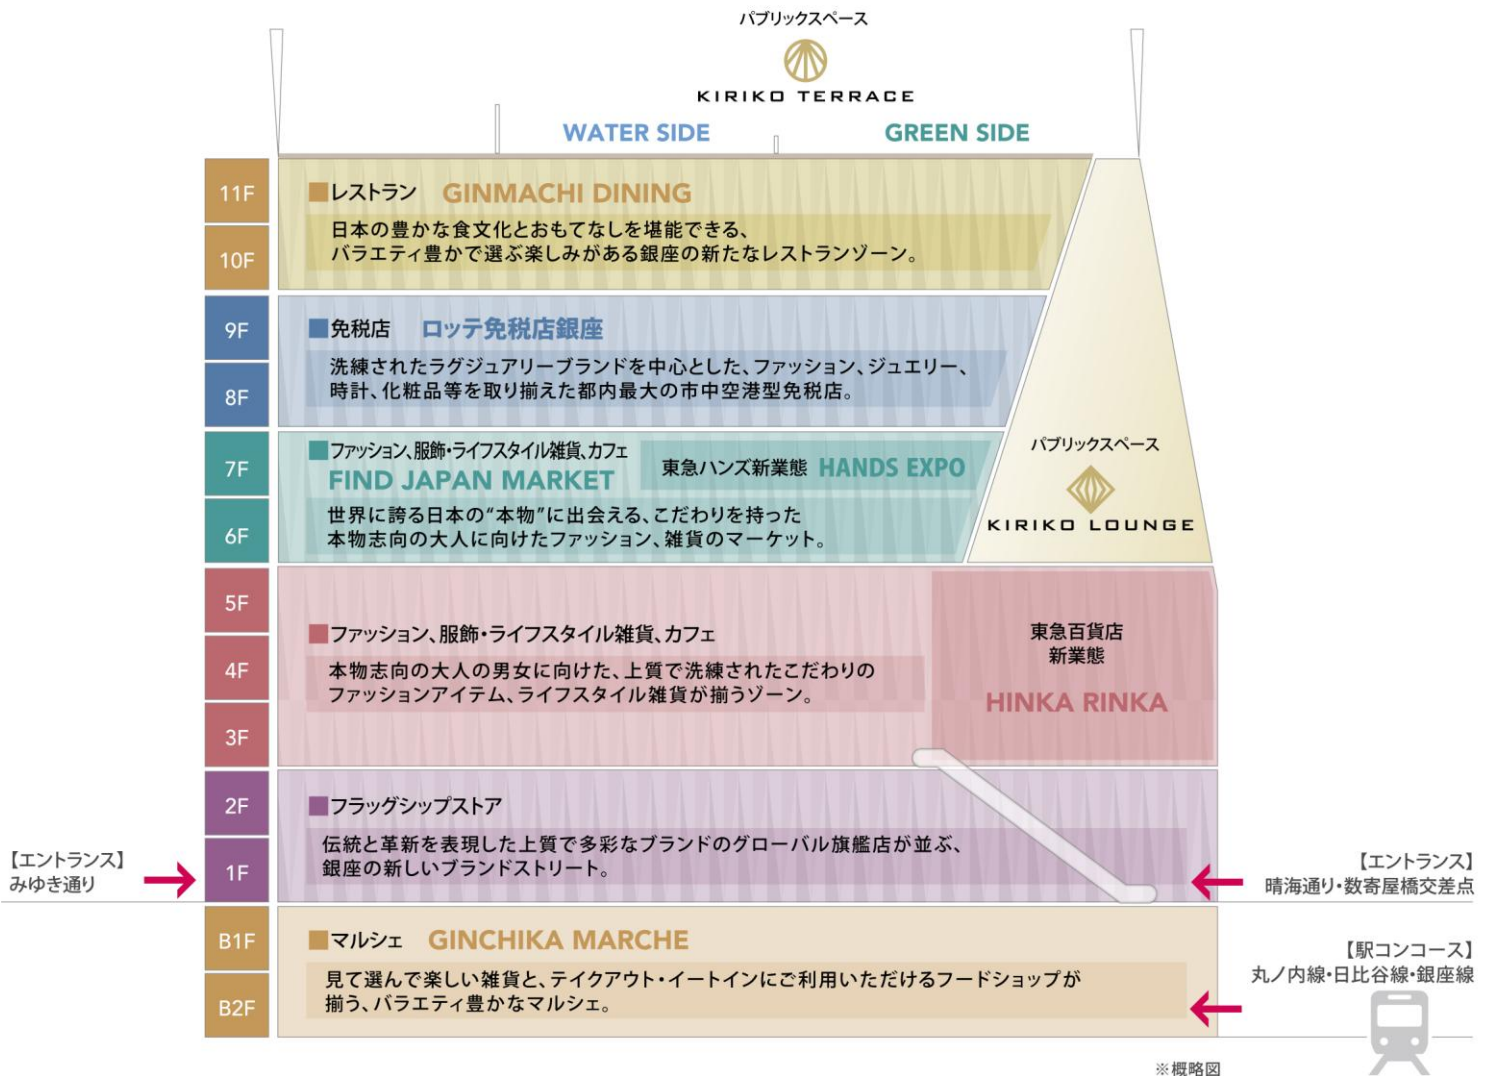 パブリックスペース
KIRIKO TERRACE
WATER SIDE
GREEN SIDE
11F
10F
■レストラン GINMACHI DINING
日本の豊かな食文化とおもてなしを堪能できる、
バラエティ豊かで選ぶ楽しみがある銀座の新たなレストランゾーン。
9F
8F
■免税店 ロッテ免税店銀座
洗練されたラグジュアリーブランドを中心とした、ファッション、ジュエリー、
時計、化粧品等を取り揃えた都内最大の市中空港型免税店。
7F
6F
■ファッション、服飾・ライフスタイル雑貨、カフェ
FIND JAPAN MARKET
東急ハンズ新業態 HANDS EXPO
世界に誇る日本の“本物”に出会える、こだわりを持った
本物志向の大人に向けたファッション、雑貨のマーケット。
パブリックスペース
KIRIKO LOUNGE
5F
4F
3F
■ファッション、服飾・ライフスタイル雑貨、カフェ
本物志向の大人の男女に向けた、上質で洗練されたこだわりの
ファッションアイテム、ライフスタイル雑貨が揃うゾーン。
東急百貨店
新業態
HINKA RINKA
2F
1F
■フラッグシップストア
伝統と革新を表現した上質で多彩なブランドのグローバル旗艦店が並ぶ、
銀座の新しいブランドストリート。
【エントランス】
みゆき通り
【エントランス】
晴海通り・数寄屋橋交差点
B1F
B2F
■マルシェ GINCHIKA MARCHE
見て選んで楽しい雑貨と、テイクアウト・イートインにご利用いただけるフードショップが
揃う、バラエティ豊かなマルシェ。
【駅コンコース】
丸ノ内線・日比谷線・銀座線
※概略図